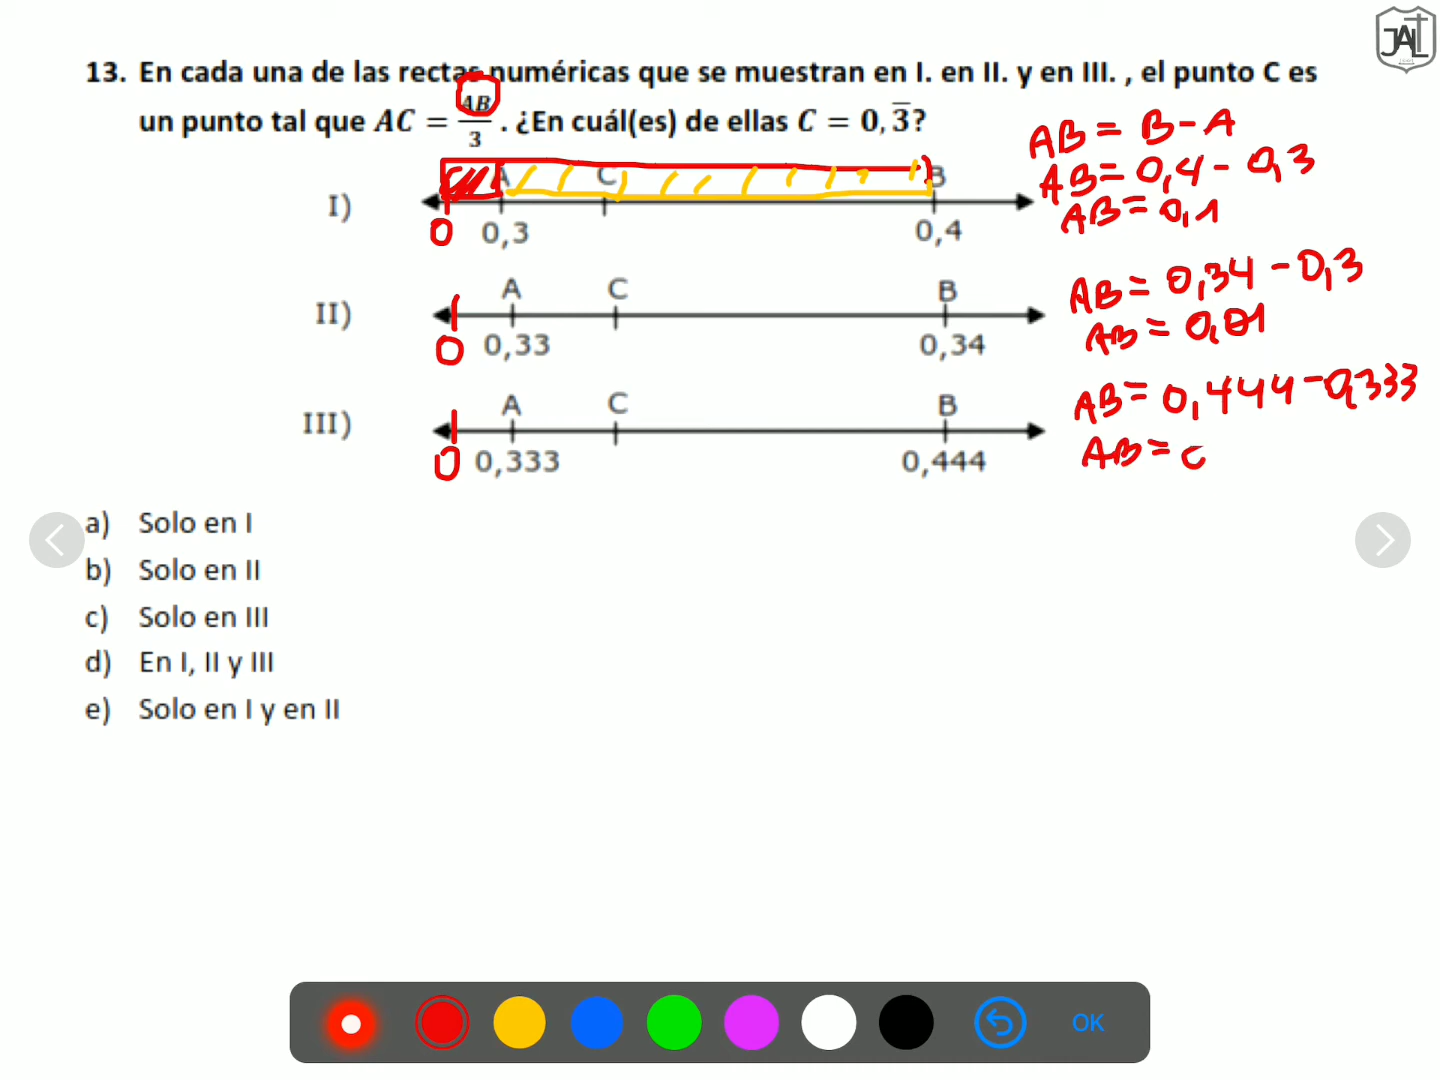 JALT
13. En cada una de las rectas numéricas que se muestran en I. en II. y en III. , el punto C es
un punto tal que AC = AB/3 . ¿En cuál(es) de ellas C = 0,3̅?
AB = B - A
AB = 0,4 - 0,3
AB = 0,1
I) A C B
0 0,3 0,4
AB = 0,34 - 0,3
AB = 0,01
II) A C B
0 0,33 0,34
AB = 0,444 - 0,333
AB = 0
III) A C B
0 0,333 0,444
a) Solo en I
b) Solo en II
c) Solo en III
d) En I, II y III
e) Solo en I y en II
OK